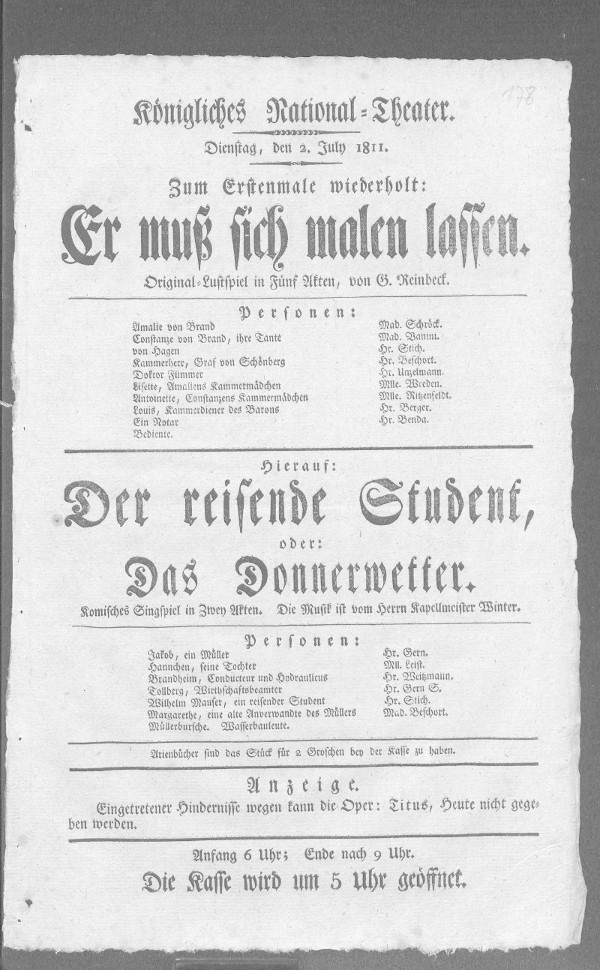 178
Königliches National-Theater.
Dienstag, den 2. July 1811.
Zum Erstenmale wiederholt:
Er muß sich malen lassen.
Original-Lustspiel in Fünf Akten, von G. Reinbeck.
Personen:
Amalie von Brand Mad. Schröck.
Constanze von Brand, ihre Tante Mad. Vanini.
von Hagen Hr. Stich.
Kammerherr, Graf von Schönberg Hr. Beschort.
Doktor Fümmer Hr. Unzelmann.
Lisette, Amaliens Kammermädchen Mlle. Wreden.
Antoinette, Constanzens Kammermädchen Mlle. Ritzenfeldt.
Louis, Kammerdiener des Barons Hr. Berger.
Ein Notar Hr. Benda.
Bediente.
Hierauf:
Der reisende Student,
oder:
Das Donnerwetter.
Komisches Singspiel in Zwey Akten. Die Musik ist vom Herrn Kapellmeister Winter.
Personen:
Jakob, ein Müller Hr. Gern.
Hannchen, seine Tochter Mll. Leist.
Brandheim, Conducteur und Hydraulicus Hr. Weitzmann.
Tollberg, Wirthschaftsbeamter Hr. Gern S.
Wilhelm Mauser, ein reisender Student Hr. Stich.
Margarethe, eine alte Anverwandte des Müllers Mad. Beschort.
Müllerbursche. Wasserbauleute.
Arienbücher sind das Stück für 2 Groschen bey der Kasse zu haben.
Anzeige.
Eingetretener Hindernisse wegen kann die Oper: Titus, Heute nicht gege-
ben werden.
Anfang 6 Uhr; Ende nach 9 Uhr.
Die Kasse wird um 5 Uhr geöffnet.